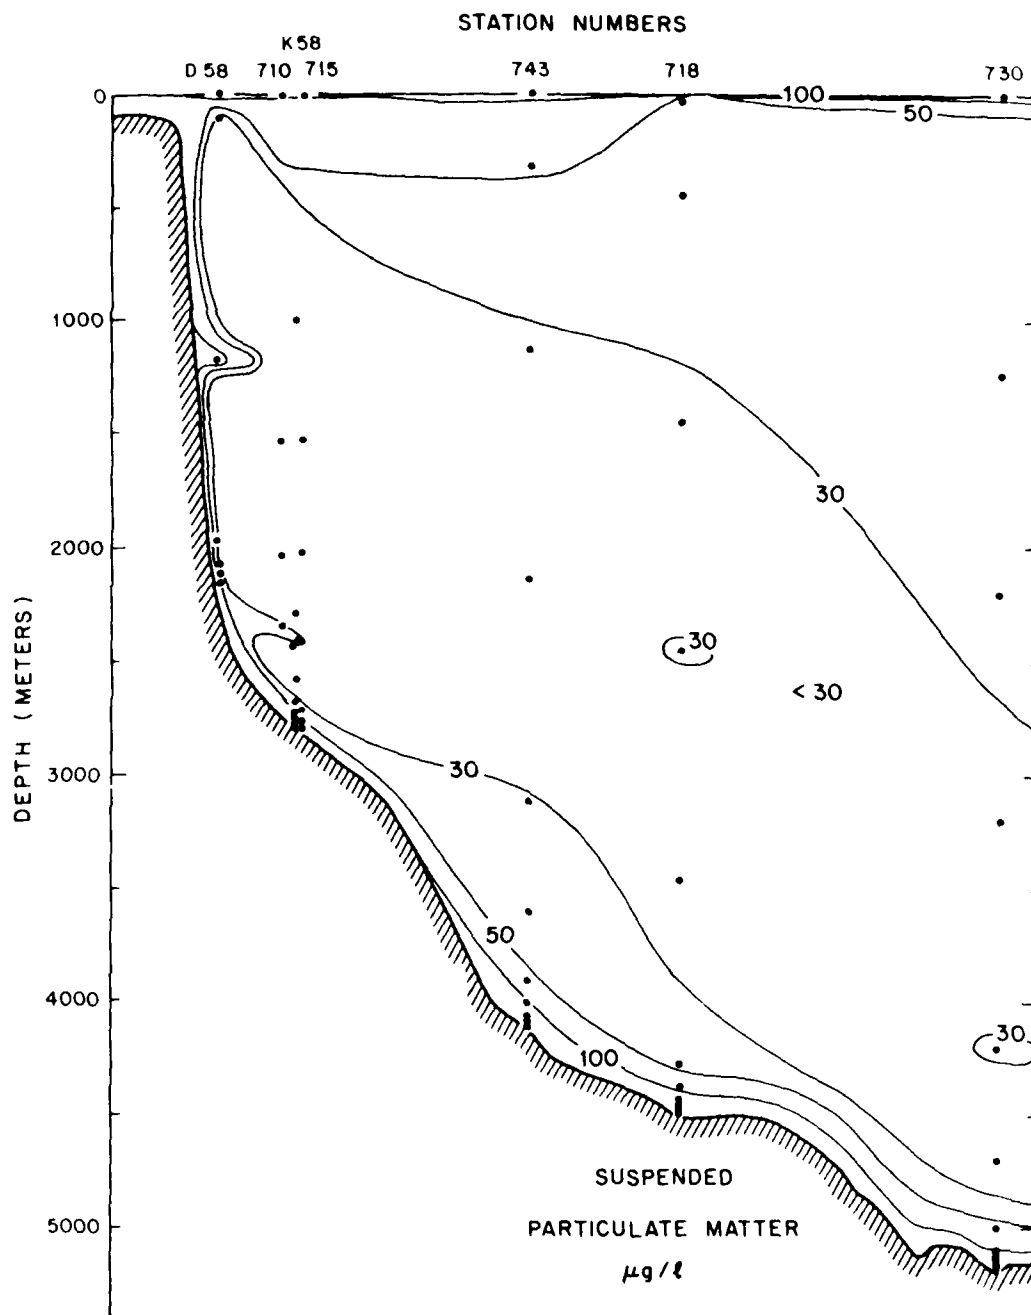 STATION NUMBERS
K58
D58 710 715 743 718 730
0
100
50
1000
30
2000
30
<30
DEPTH (METERS)
3000
30
50
4000
30
100
SUSPENDED
5000
PARTICULATE MATTER
µg/ℓ